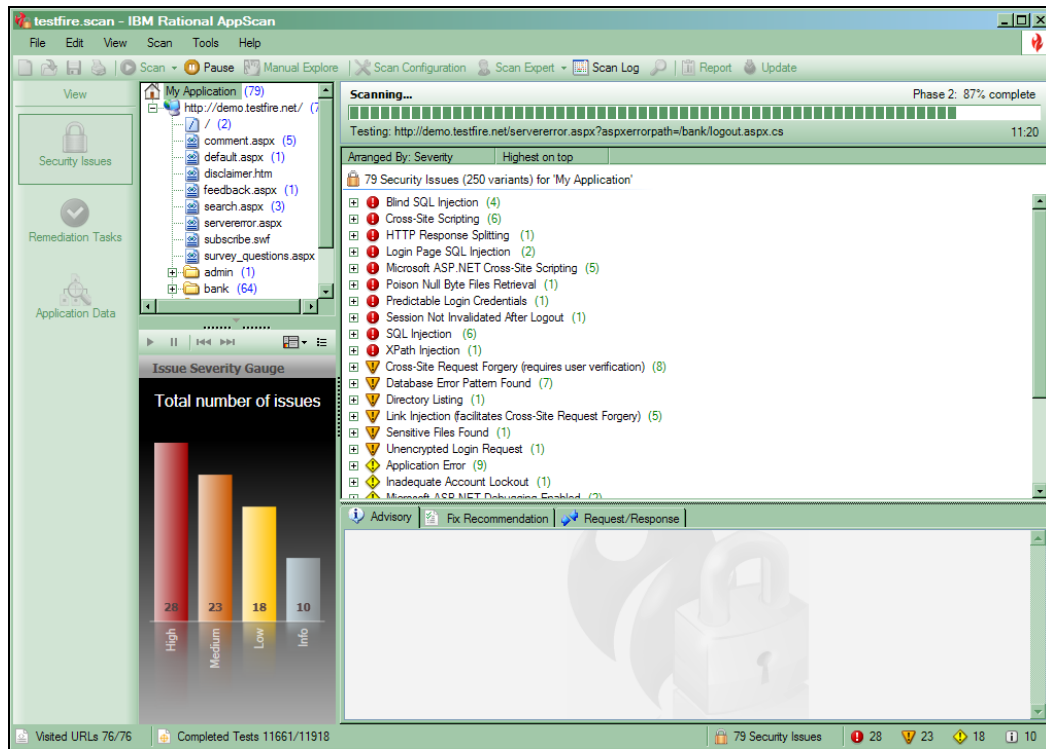 testfire.scan - IBM Rational AppScan
File Edit View Scan Tools Help
Scan Pause Manual Explore Scan Configuration Scan Expert Scan Log Report Update
View
Security Issues
Remediation Tasks
Application Data
My Application (79)
http://demo.testfire.net/ (7
/ (2)
comment.aspx (5)
default.aspx (1)
disclaimer.htm
feedback.aspx (1)
search.aspx (3)
servererror.aspx
subscribe.swf
survey_questions.aspx
admin (1)
bank (64)
Issue Severity Gauge
Total number of issues
28 23 18 10
High Medium Low Info
Scanning... Phase 2: 87% complete
Testing: http://demo.testfire.net/servererror.aspx?aspxerrorpath=/bank/logout.aspx.cs 11:20
Arranged By: Severity Highest on top
79 Security Issues (250 variants) for 'My Application'
Blind SQL Injection (4)
Cross-Site Scripting (6)
HTTP Response Splitting (1)
Login Page SQL Injection (2)
Microsoft ASP.NET Cross-Site Scripting (5)
Poison Null Byte Files Retrieval (1)
Predictable Login Credentials (1)
Session Not Invalidated After Logout (1)
SQL Injection (6)
XPath Injection (1)
Cross-Site Request Forgery (requires user verification) (8)
Database Error Pattern Found (7)
Directory Listing (1)
Link Injection (facilitates Cross-Site Request Forgery) (5)
Sensitive Files Found (1)
Unencrypted Login Request (1)
Application Error (9)
Inadequate Account Lockout (1)
Microsoft ASP.NET Debugging Enabled (2)
Advisory Fix Recommendation Request/Response
Visited URLs 76/76 Completed Tests 11661/11918 79 Security Issues 28 23 18 10